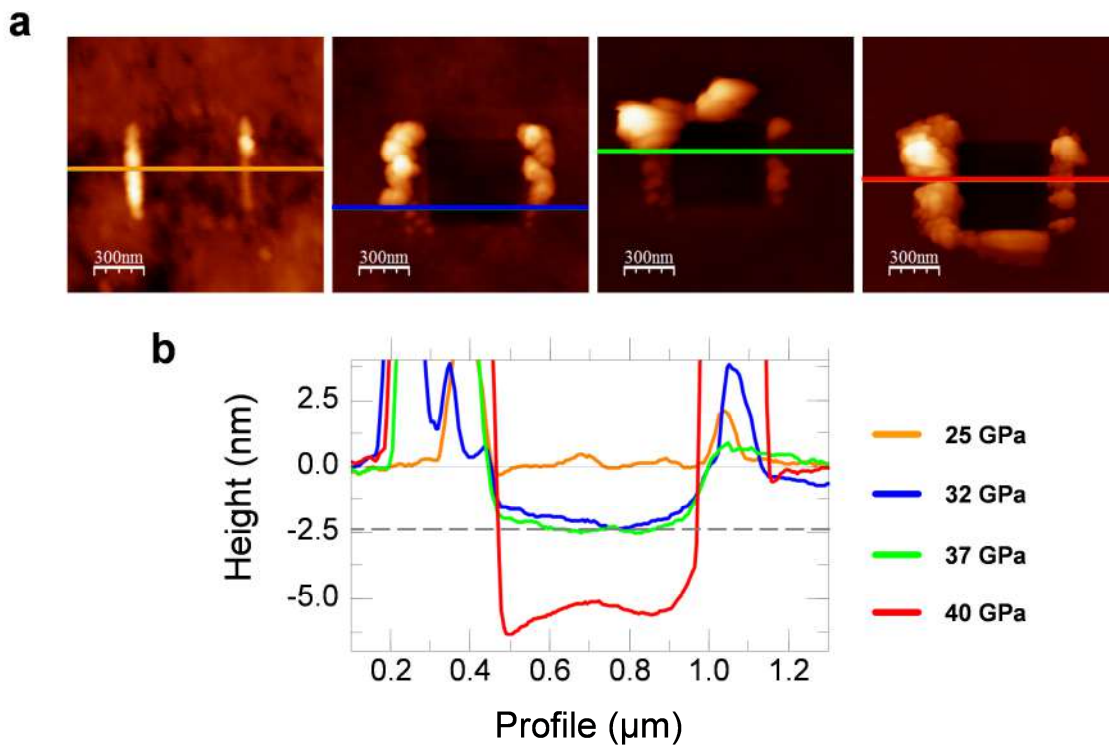 a
300nm
300nm
300nm
300nm
b
2.5
0.0
-2.5
-5.0
Height (nm)
0.2
0.4
0.6
0.8
1.0
1.2
Profile (µm)
25 GPa
32 GPa
37 GPa
40 GPa